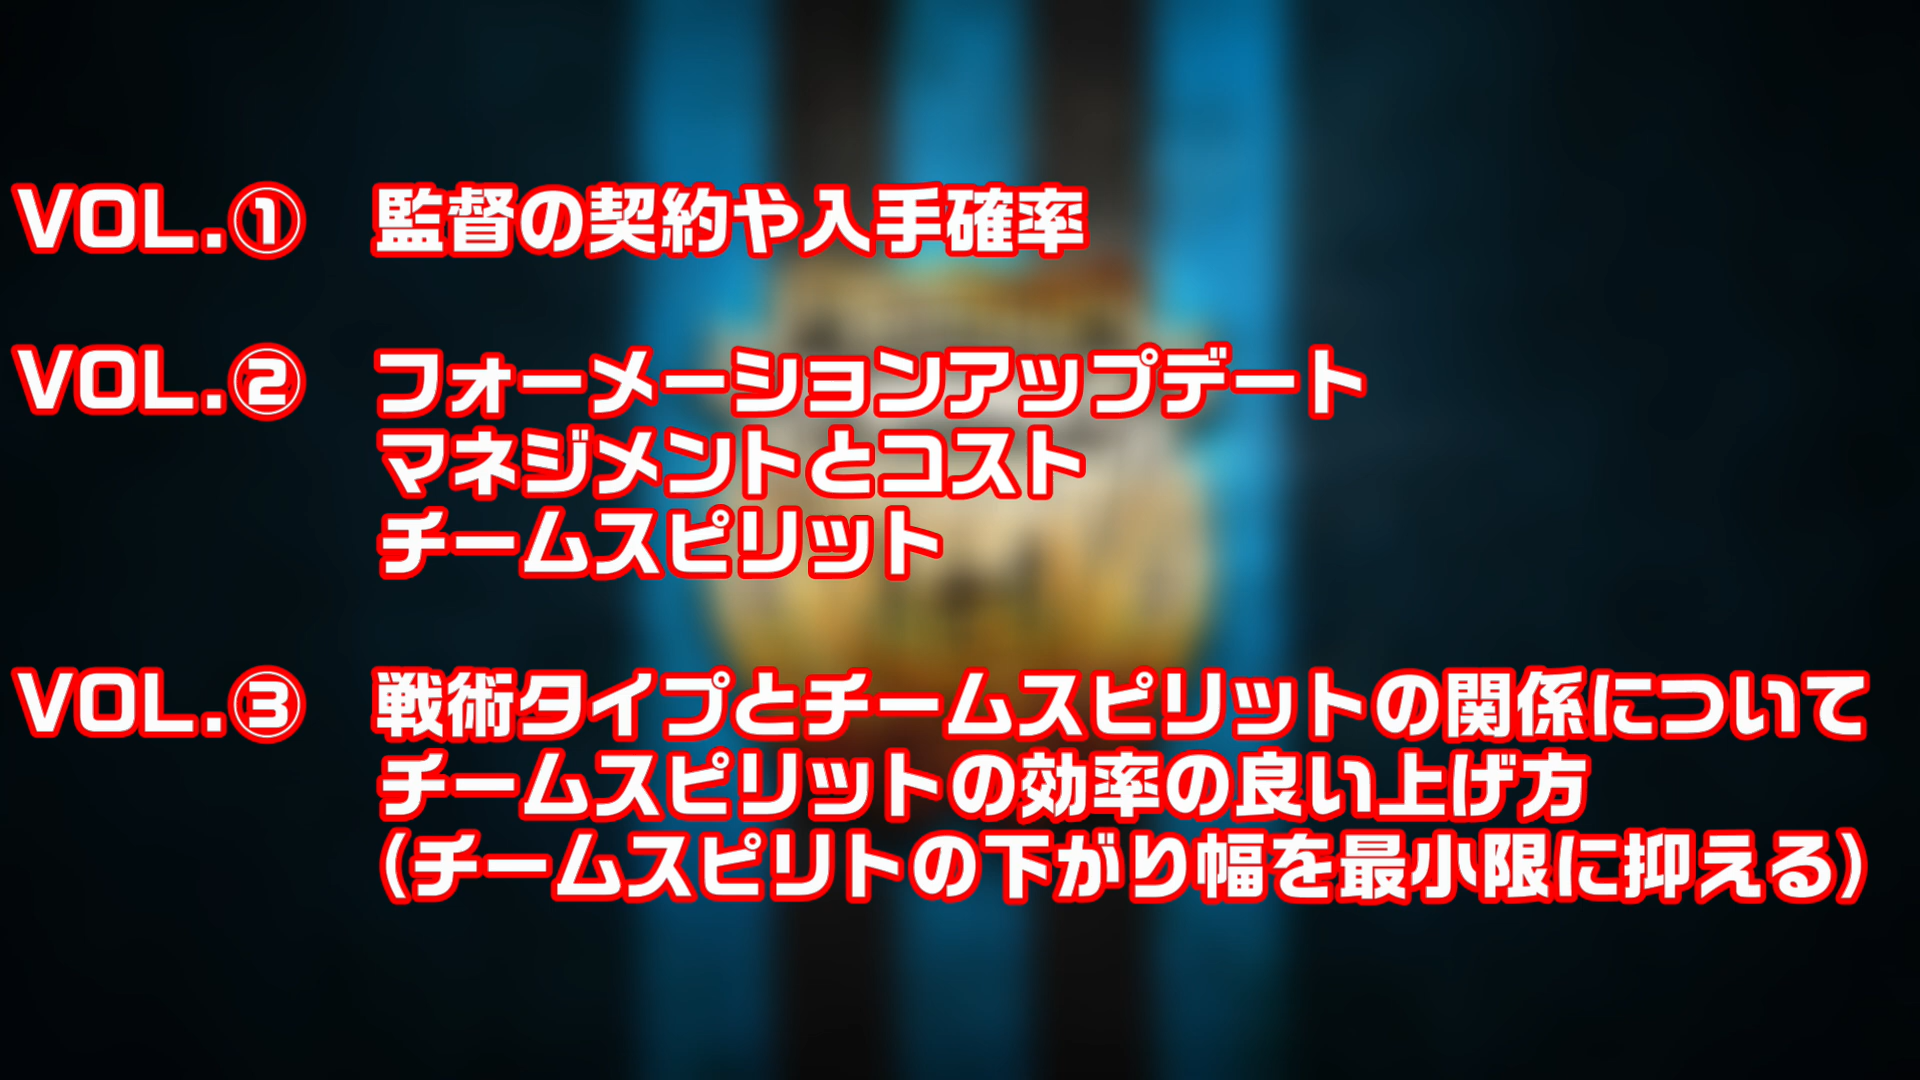 VOL.① 監督の契約や入手確率
VOL.② フォーメーションアップデート
マネジメントとコスト
チームスピリット
VOL.③ 戦術タイプとチームスピリットの関係について
チームスピリットの効率の良い上げ方
（チームスピリトの下がり幅を最小限に抑える）